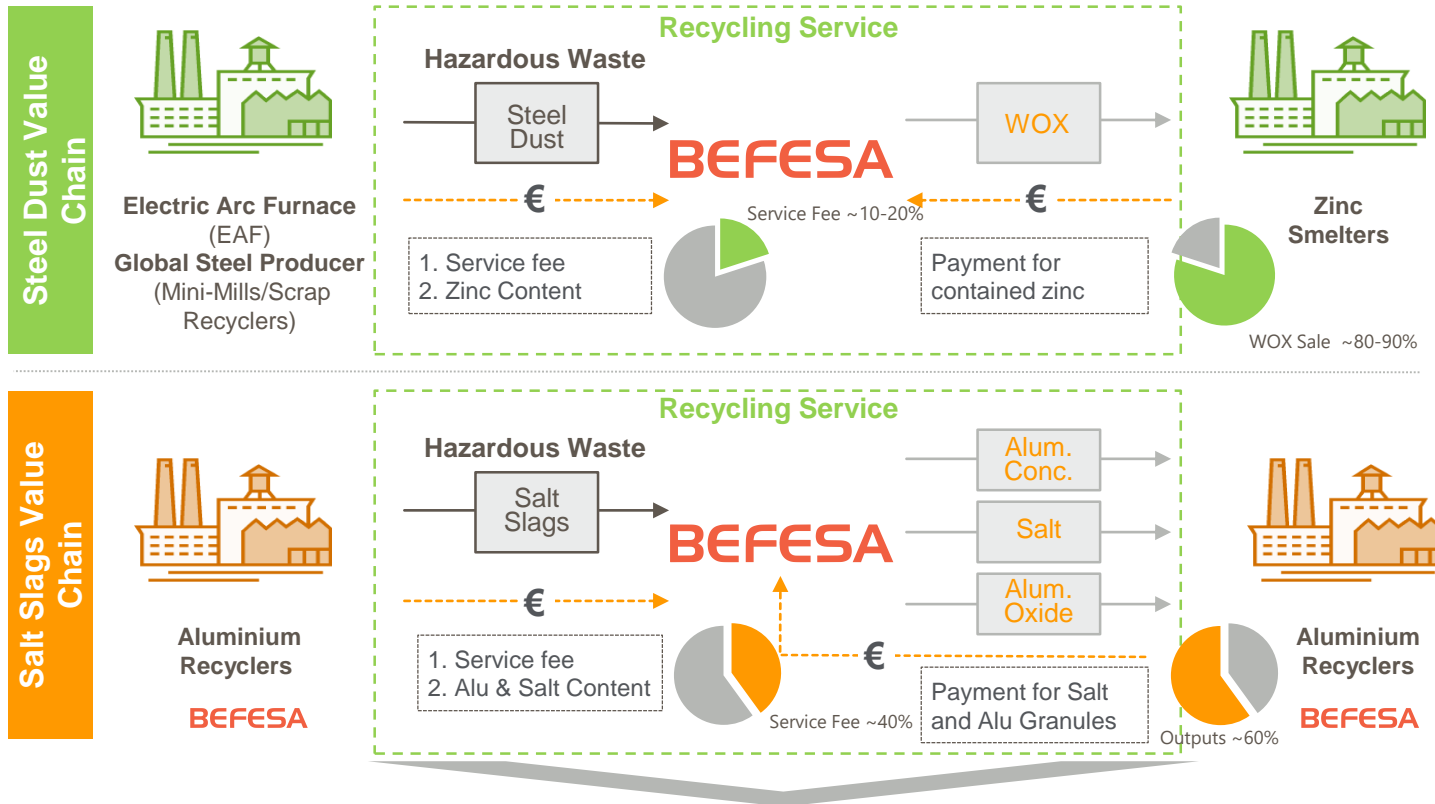 Steel Dust Value
Chain
Recycling Service
Hazardous Waste
Steel
Dust
WOX
BEFESA
€
€
Service Fee ~10-20%
Electric Arc Furnace
(EAF)
Global Steel Producer
(Mini-Mills/Scrap
Recyclers)
1. Service fee
2. Zinc Content
Payment for
contained zinc
Zinc
Smelters
WOX Sale ~80-90%
Salt Slags Value
Chain
Recycling Service
Hazardous Waste
Salt
Slags
BEFESA
Alum.
Conc.
Salt
Alum.
Oxide
€
€
Aluminium
Recyclers
BEFESA
1. Service fee
2. Alu & Salt Content
Service Fee ~40%
Payment for Salt
and Alu Granules
Outputs ~60%
Aluminium
Recyclers
BEFESA